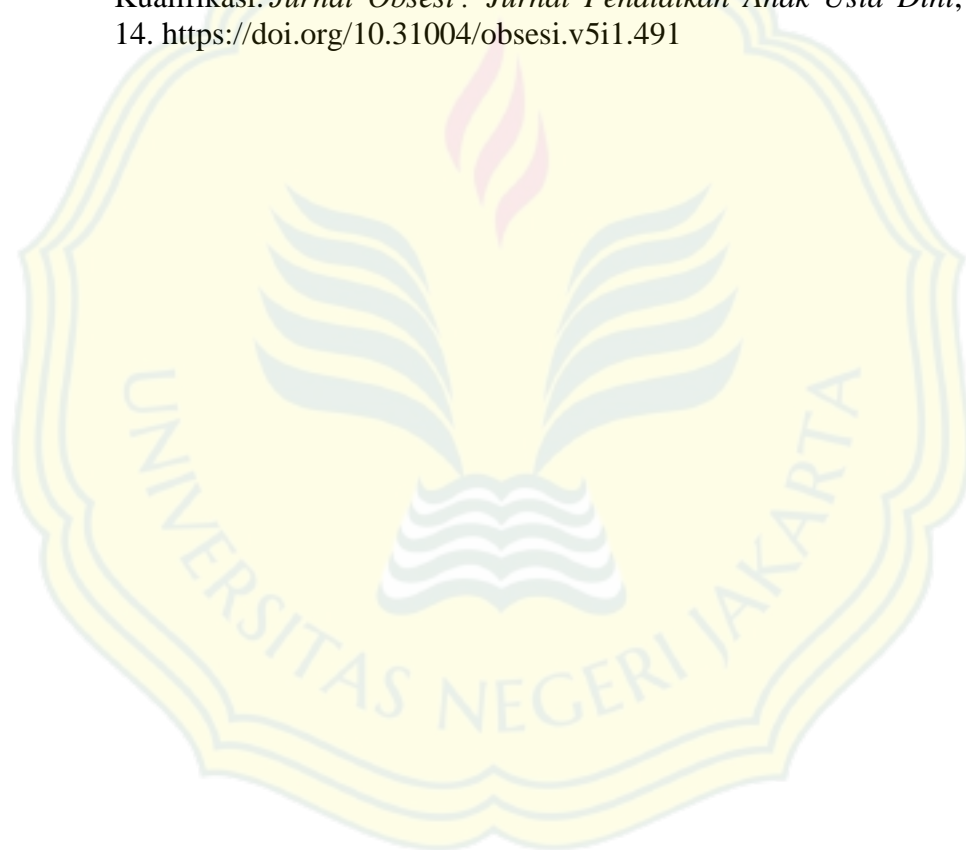 Kualifikasi. Jurnal Obsesi : Jurnal Pendidikan Anak Usia Dini,
14. https://doi.org/10.31004/obsesi.v5i1.491
UNIVERSITAS NEGERI JAKARTA